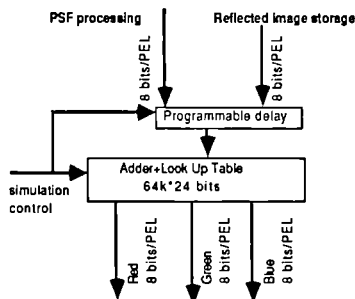 PSF processing
Reflected image storage
8 bits/PEL
8 bits/PEL
Programmable delay
Adder+Look Up Table
64k*24 bits
simulation
control
Red
8 bits/PEL
Green
8 bits/PEL
Blue
8 bits/PEL